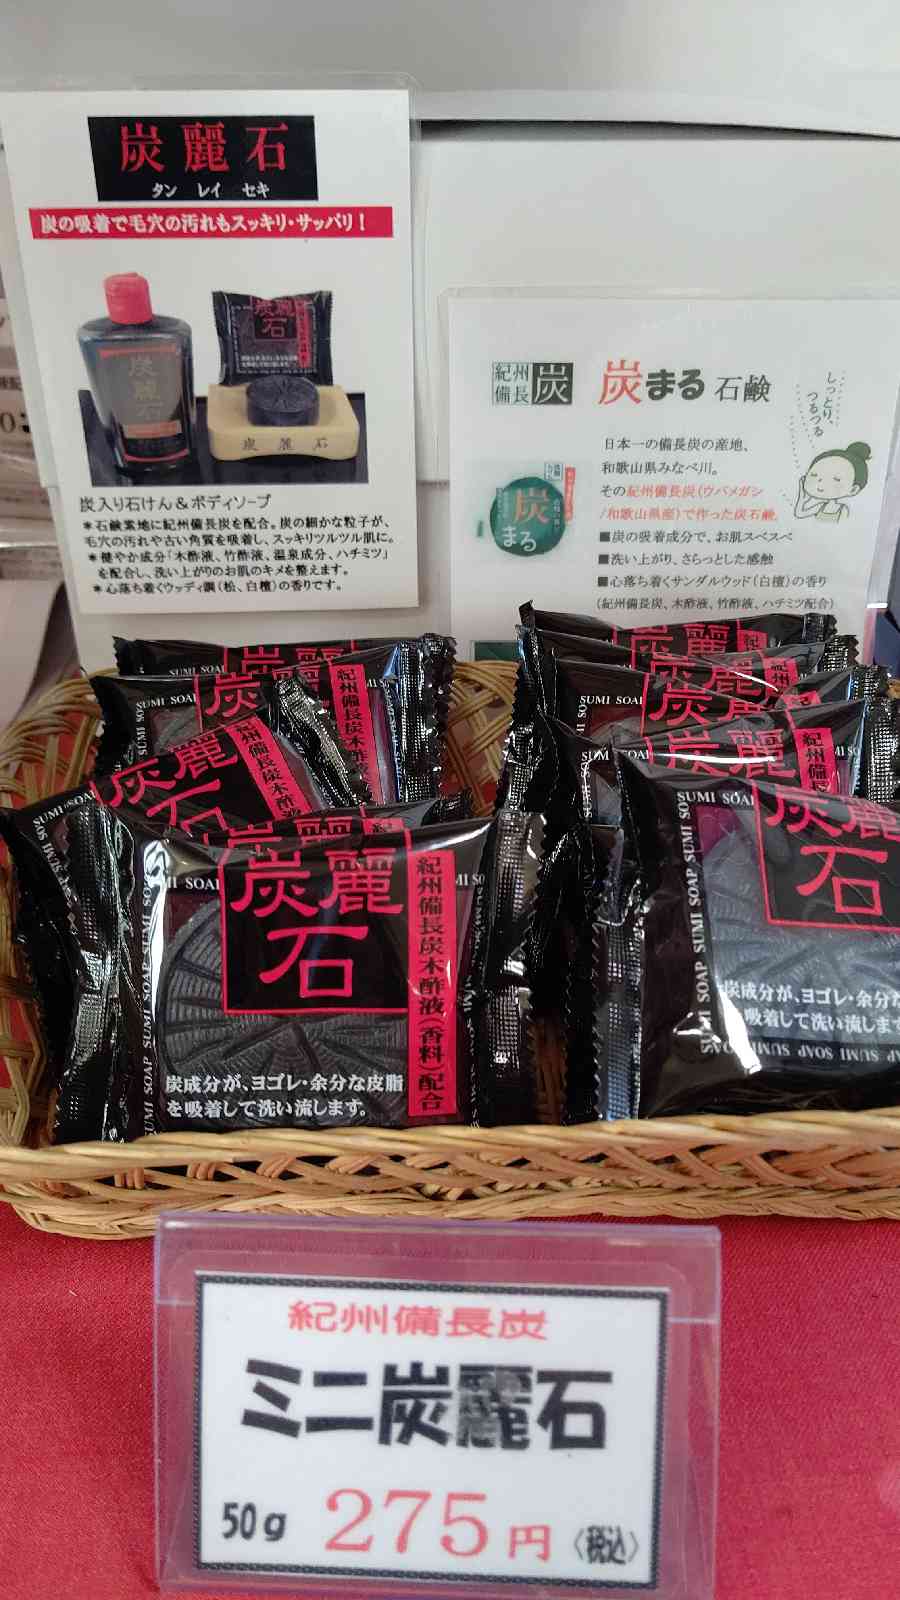 炭麗石
タン レイ セキ
炭の吸着で毛穴の汚れもスッキリ・サッパリ！
炭麗石
炭麗石
炭麗石
炭入り石けん＆ボディソープ
＊石鹸素地に紀州備長炭を配合。炭の細かな粒子が、
毛穴の汚れや古い角質を吸着し、スッキリツルツル肌に。
＊健やか成分「木酢液、竹酢液、温泉成分、ハチミツ」
を配合し、洗い上がりのお肌のキメを整えます。
＊心落ち着くウッディ調(松、白檀)の香りです。
紀州備長炭
炭まる石鹸
しっとり、
つるつる
炭まる
日本一の備長炭の産地、
和歌山県みなべ川。
その紀州備長炭(ウバメガシ
/和歌山県産)で作った炭石鹸。
■炭の吸着成分で、お肌スベスベ
■洗い上がり、さらっとした感触
■心落ち着くサンダルウッド(白檀)の香り
(紀州備長炭、木酢液、竹酢液、ハチミツ配合)
SUMI SOAP
炭麗石
紀州備長炭木酢液(香料)配合
炭成分が、ヨゴレ・余分な皮脂
を吸着して洗い流します。
SUMI SOAP SUMI SOAP
炭麗石
炭成分が、ヨゴレ・余分な
吸着して洗い流します
紀州備長炭
ミニ炭麗石
50g 275円〈税込〉